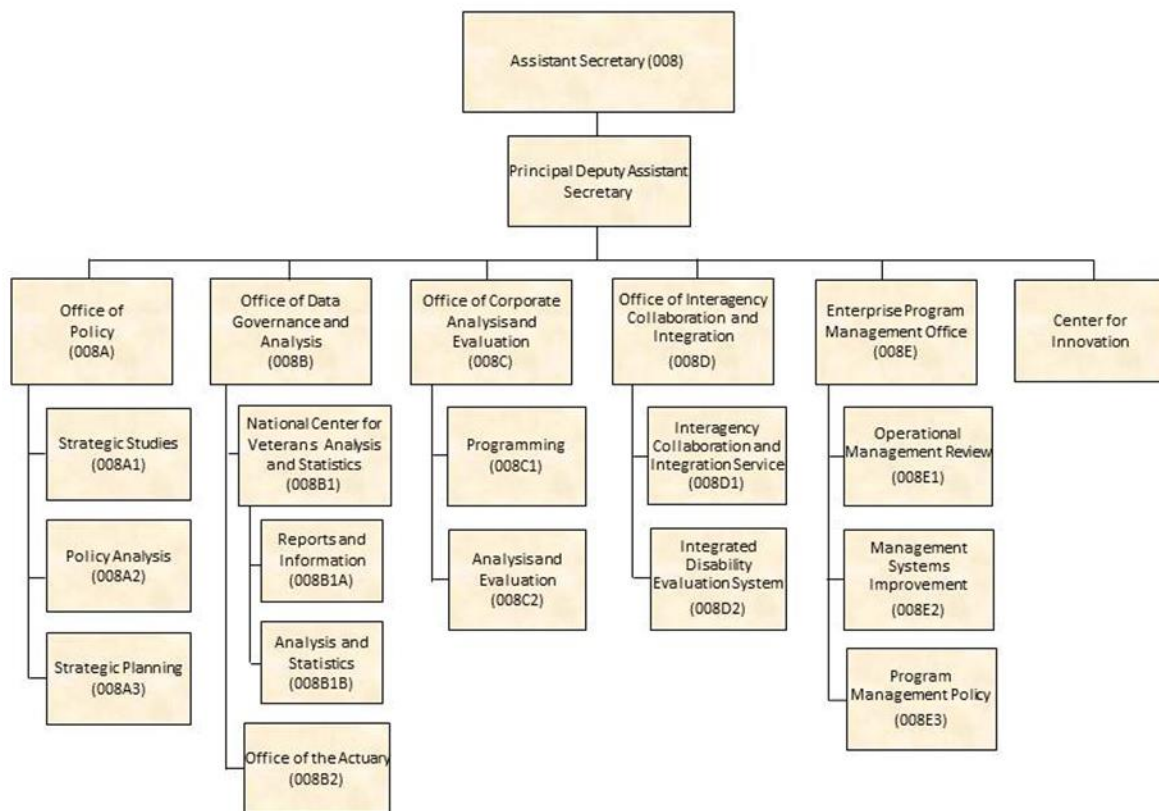 Assistant Secretary (008)
Principal Deputy Assistant
Secretary
Office of
Policy
(008A)
Strategic Studies
(008A1)
Policy Analysis
(008A2)
Strategic Planning
(008A3)
Office of Data
Governance and
Analysis
(008B)
National Center for
Veterans Analysis
and Statistics
(008B1)
Reports and
Information
(008B1A)
Analysis and
Statistics
(008B1B)
Office of the Actuary
(008B2)
Office of Corporate
Analysis and
Evaluation
(008C)
Programming
(008C1)
Analysis and
Evaluation
(008C2)
Office of Interagency
Collaboration and
Integration
(008D)
Interagency
Collaboration and
Integration Service
(008D1)
Integrated
Disability
Evaluation System
(008D2)
Enterprise Program
Management Office
(008E)
Operational
Management Review
(008E1)
Management
Systems
Improvement
(008E2)
Program
Management Policy
(008E3)
Center for
Innovation